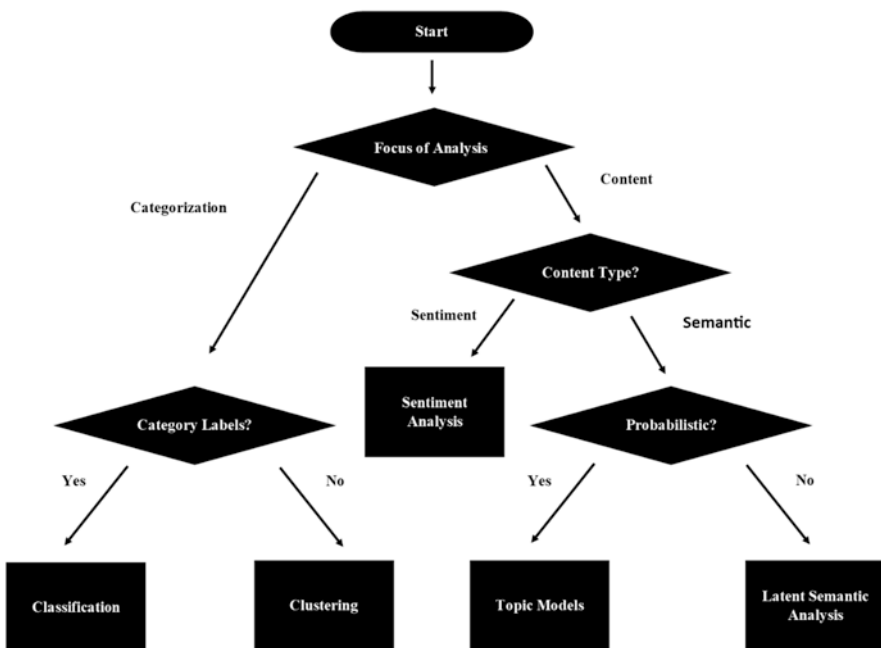 Start
Focus of Analysis
Content
Categorization
Content Type?
Sentiment
Semantic
Sentiment
Analysis
Category Labels?
Probabilistic?
Yes
No
Yes
No
Classification
Clustering
Topic Models
Latent Semantic
Analysis